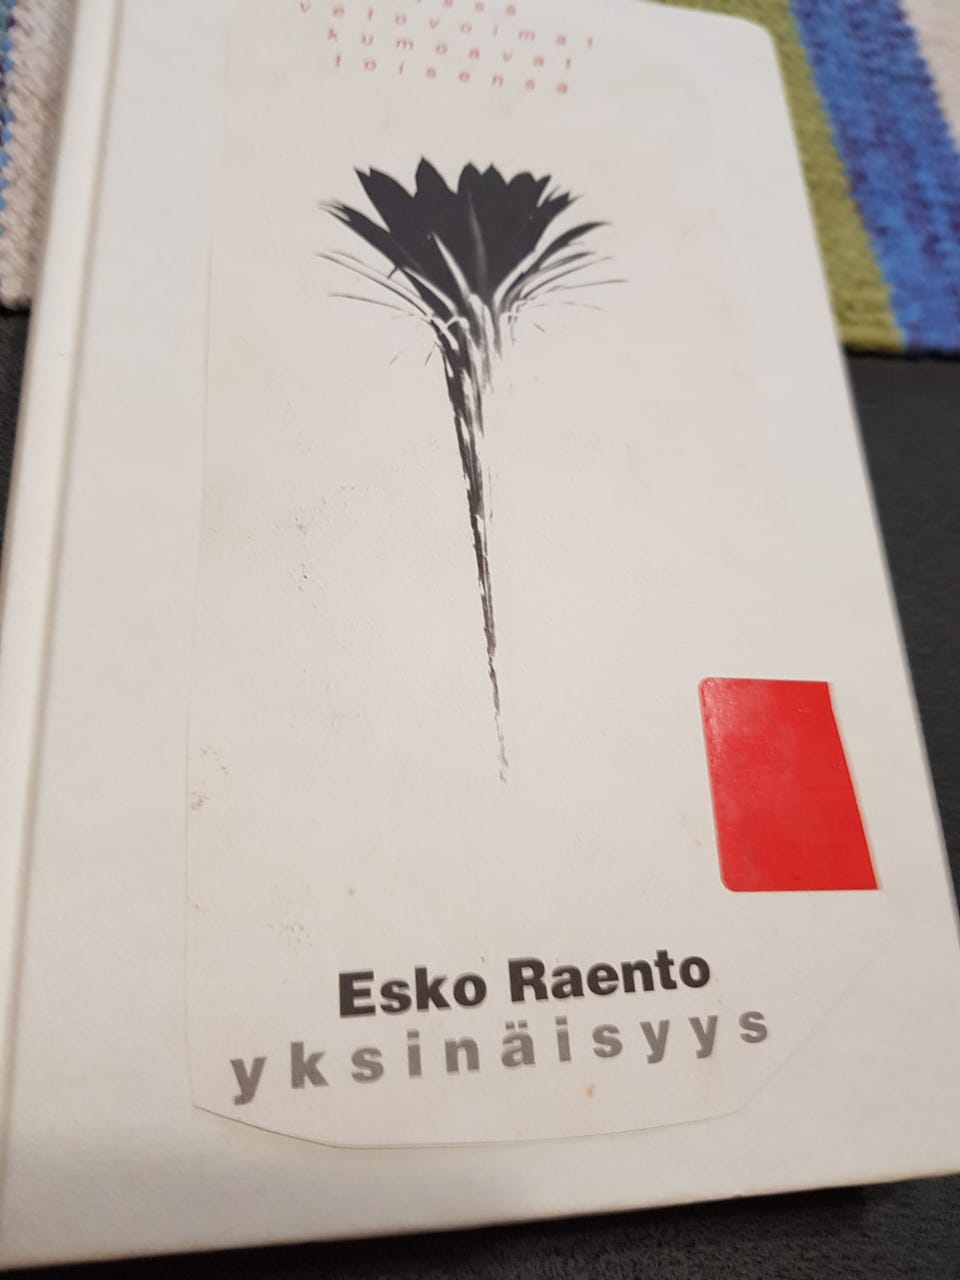 vetovoimat
kumoavat
toisensa
Esko Raento
yksinäisyys